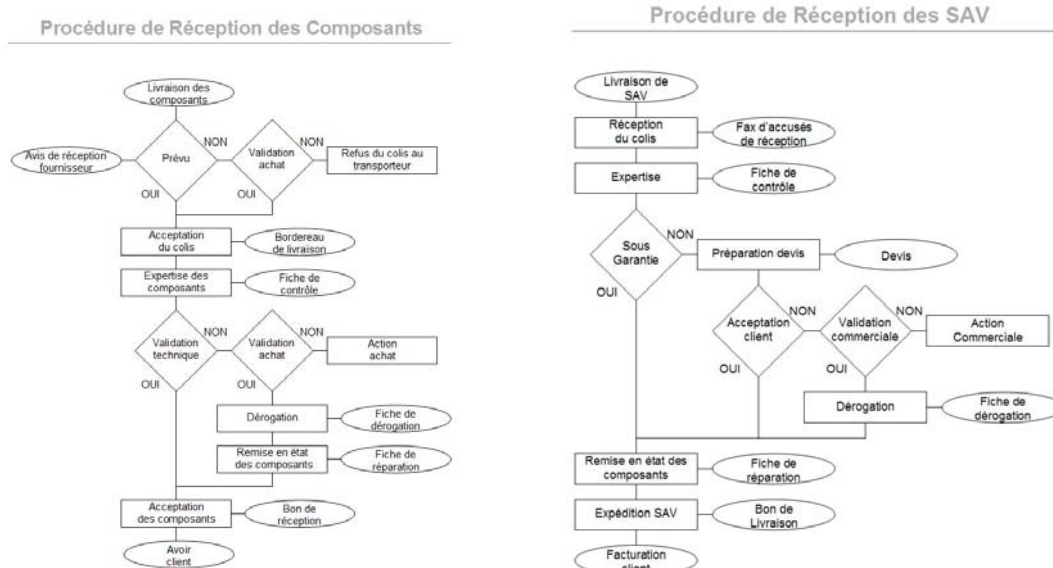 Procédure de Réception des Composants
Livraison des
composants
NON
NON
Avis de réception
fournisseur
Prévu
Validation
achat
Refus du colis au
transporteur
OUI
OUI
Acceptation
du colis
Bordereau
de livraison
Expertise des
composants
Fiche de
contrôle
NON
NON
Validation
technique
Validation
achat
Action
achat
OUI
OUI
Dérogation
Fiche de
dérogation
Remise en état
des composants
Fiche de
réparation
Acceptation
des composants
Bon de
réception
Avoir
client
Procédure de Réception des SAV
Livraison de
SAV
Réception
du colis
Fax d'accusés
de réception
Expertise
Fiche de
contrôle
NON
Sous
Garantie
Préparation devis
Devis
OUI
NON
NON
Acceptation
client
Validation
commerciale
Action
Commerciale
OUI
OUI
Dérogation
Fiche de
dérogation
Remise en état des
composants
Fiche de
réparation
Expédition SAV
Bon de
Livraison
Facturation
client